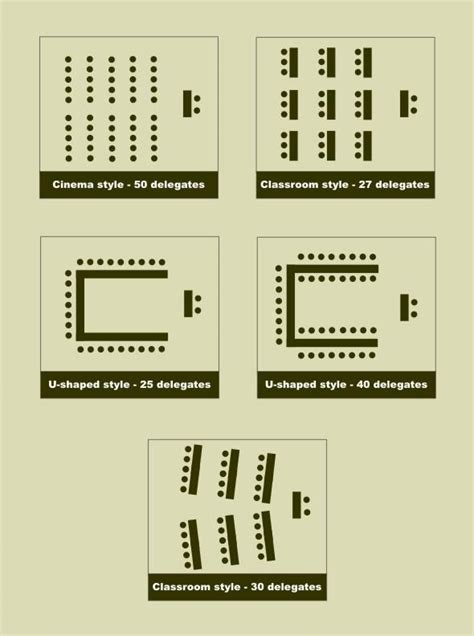 Cinema style - 50 delegates
Classroom style - 27 delegates
U-shaped style - 25 delegates
U-shaped style - 40 delegates
Classroom style - 30 delegates